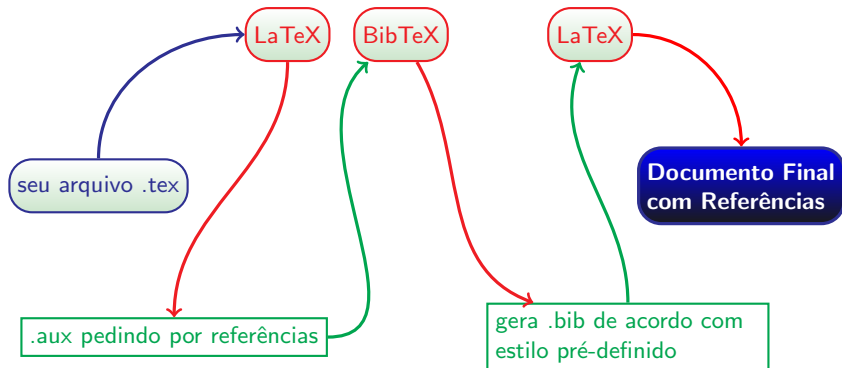 LaTeX
BibTeX
LaTeX
seu arquivo .tex
Documento Final
com Referências
.aux pedindo por referências
gera .bib de acordo com
estilo pré-definido